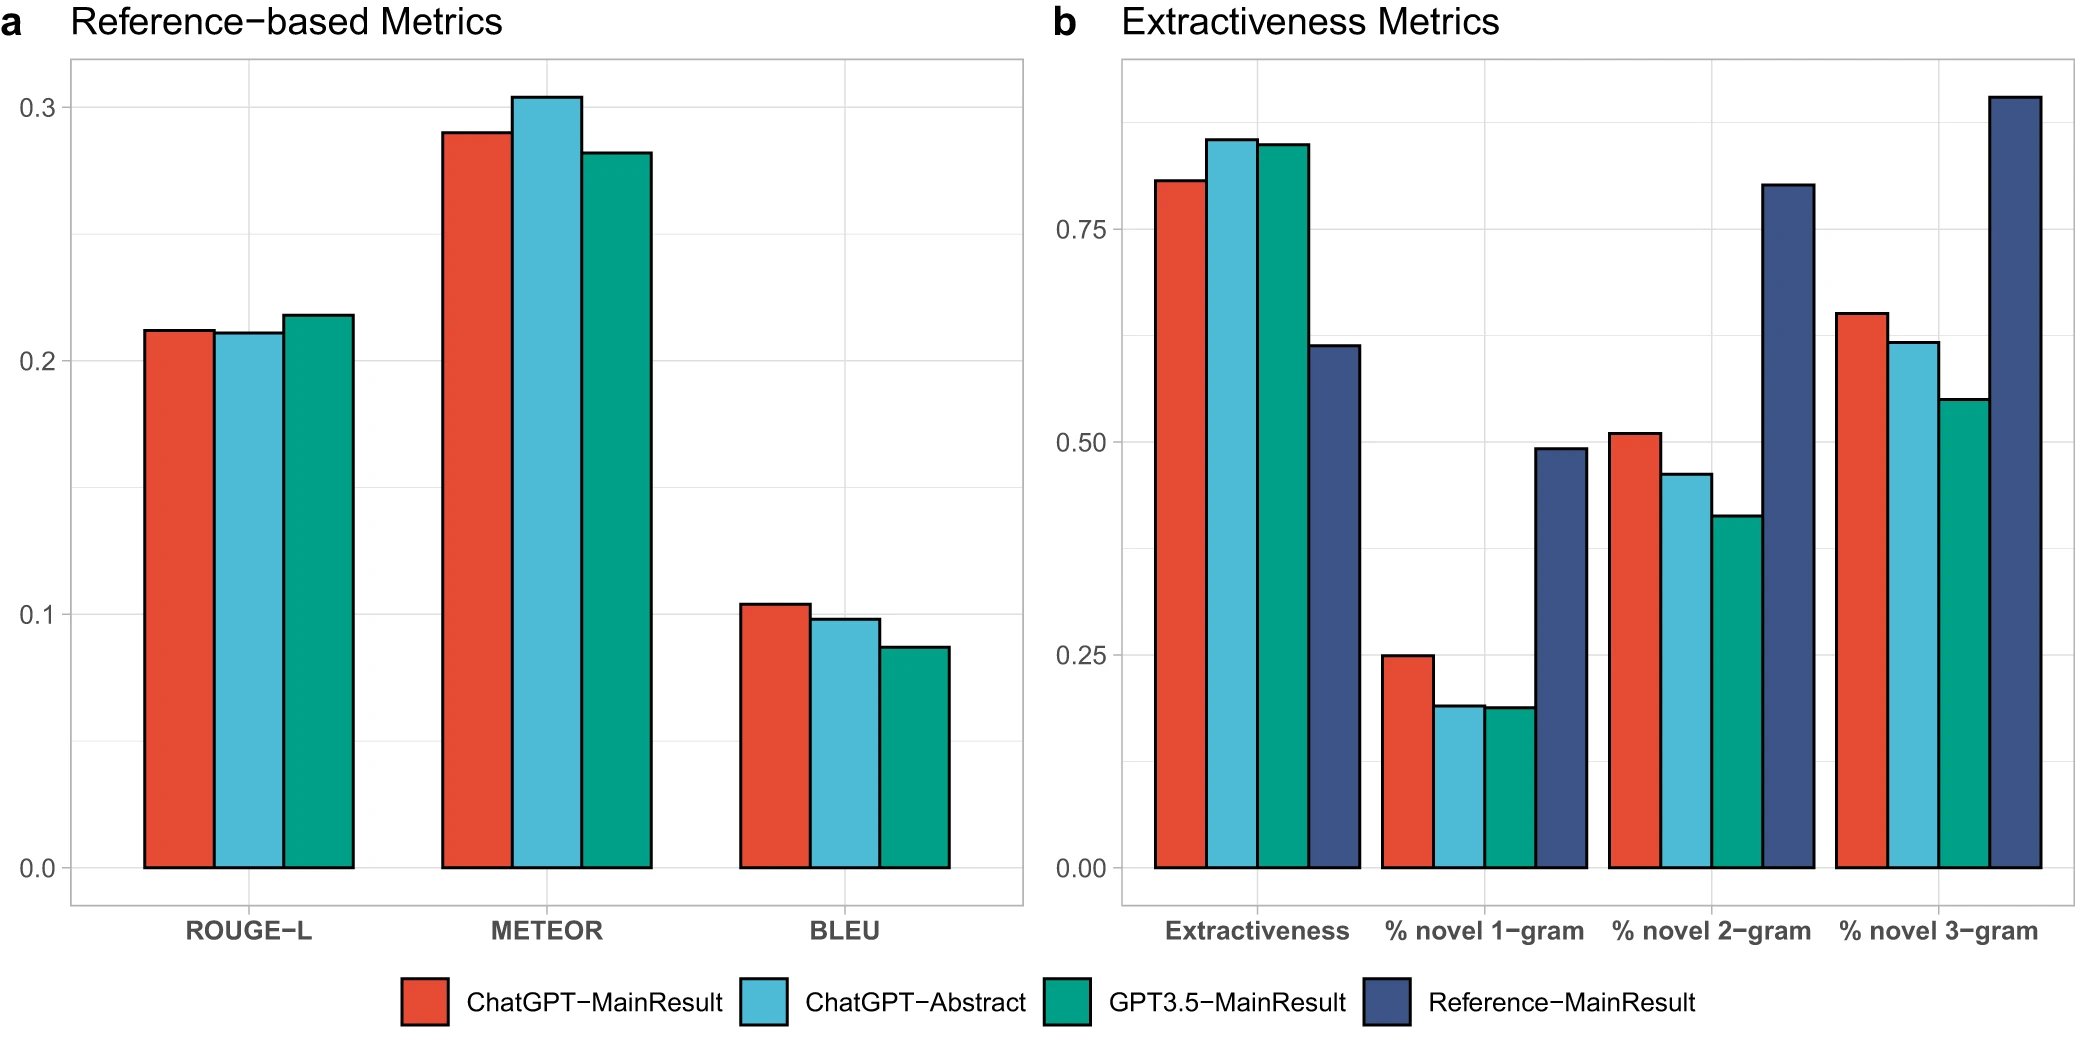 a Reference−based Metrics
0.3
0.2
0.1
0.0
ROUGE−L METEOR BLEU
b Extractiveness Metrics
0.75
0.50
0.25
0.00
Extractiveness % novel 1−gram % novel 2−gram % novel 3−gram
ChatGPT−MainResult ChatGPT−Abstract GPT3.5−MainResult Reference−MainResult